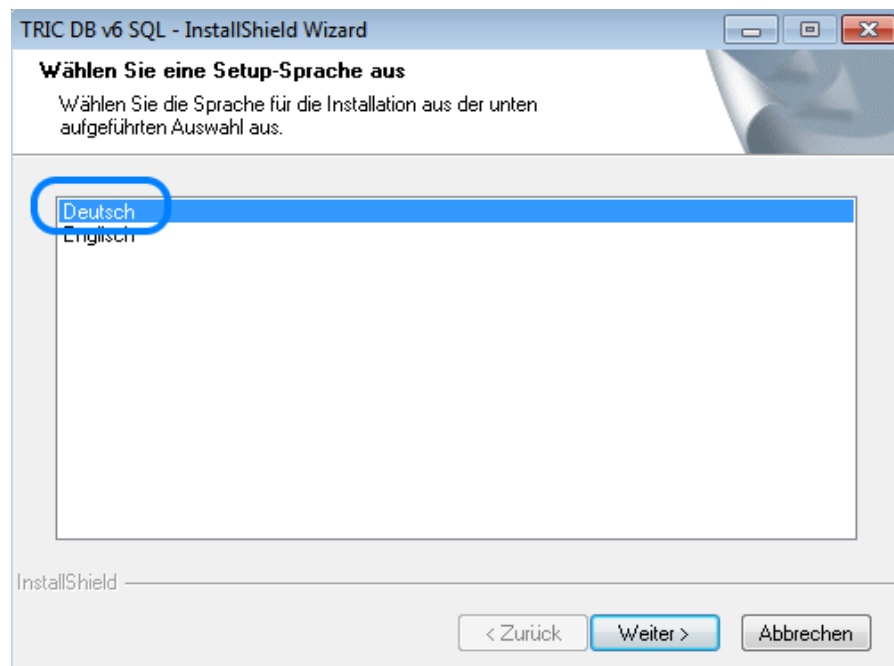 TRIC DB v6 SQL - InstallShield Wizard
Wählen Sie eine Setup-Sprache aus
Wählen Sie die Sprache für die Installation aus der unten
aufgeführten Auswahl aus.
Deutsch
Englisch
InstallShield
< Zurück Weiter > Abbrechen